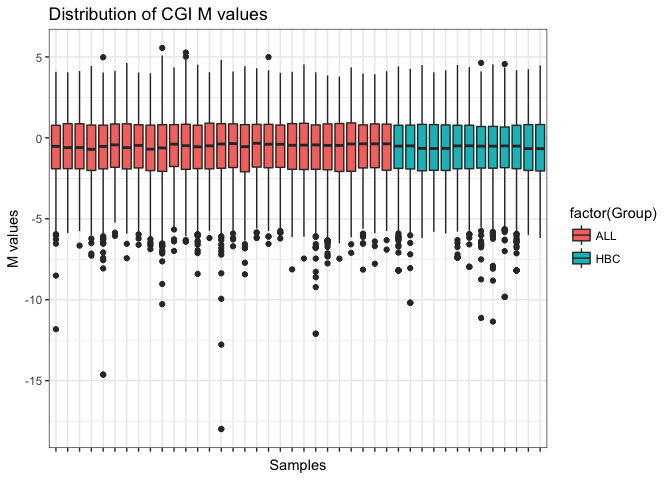 Distribution of CGI M values
5
0
-5
-10
-15
M values
Samples
factor(Group)
ALL
HBC